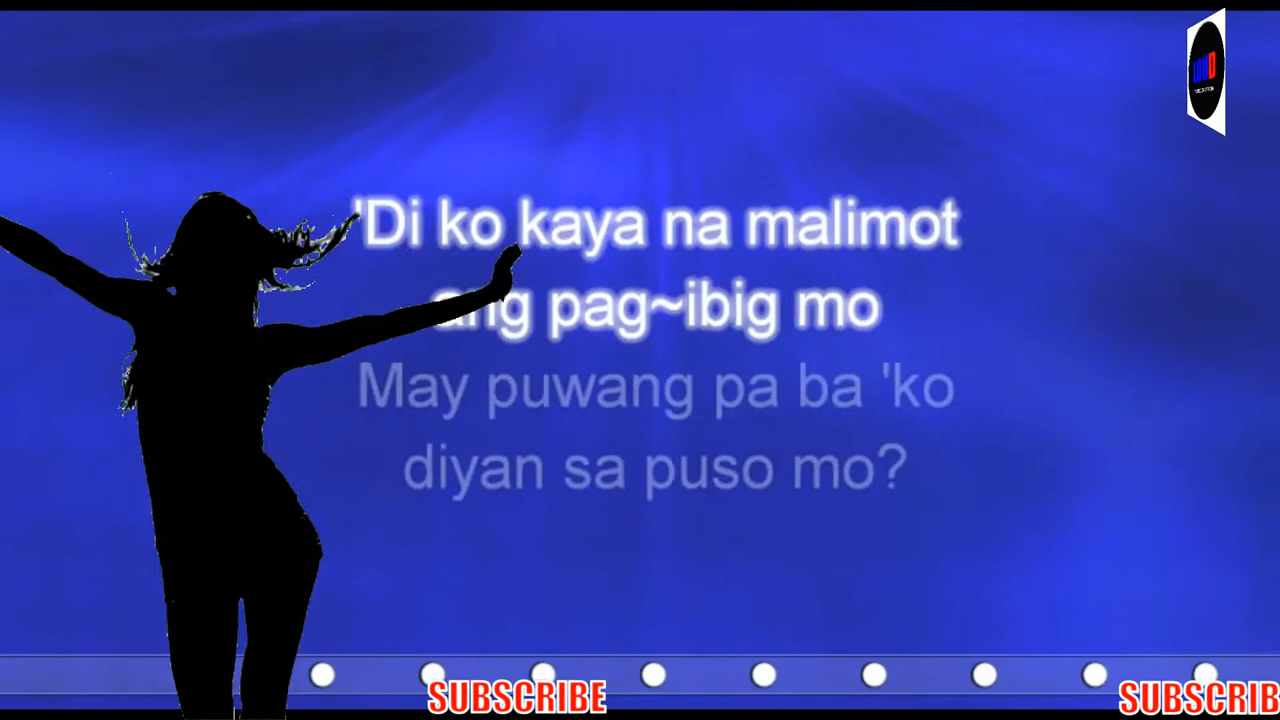 'Di ko kaya na malimot
ang pag~ibig mo
May puwang pa ba 'ko
diyan sa puso mo?
SUBSCRIBE
SUBSCRIB